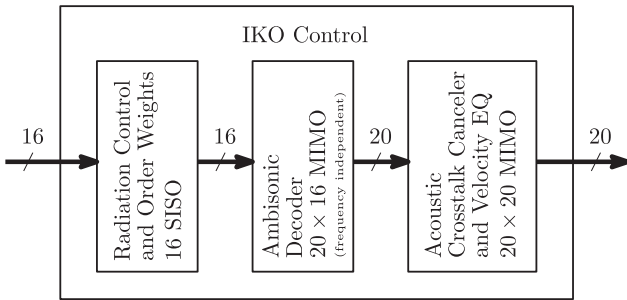 IKO Control
16
Radiation Control
and Order Weights
16 SISO
16
Ambisonic
Decoder
20 × 16 MIMO
(frequency independent)
20
Acoustic
Crosstalk Canceler
and Velocity EQ
20 × 20 MIMO
20